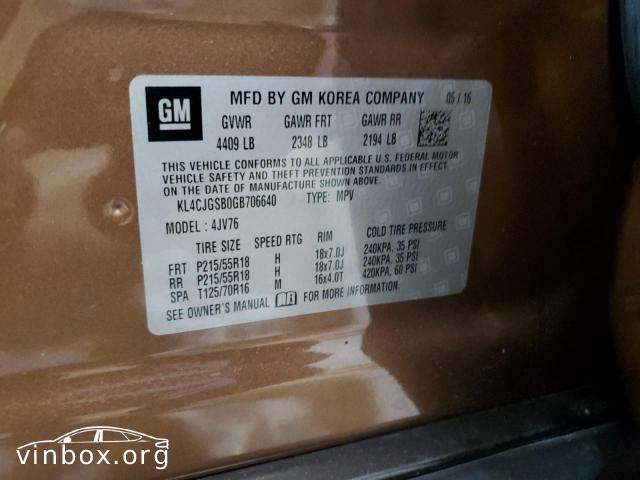 GM
MFD BY GM KOREA COMPANY 05 / 16
GVWR GAWR FRT GAWR RR
4409 LB 2348 LB 2194 LB
THIS VEHICLE CONFORMS TO ALL APPLICABLE U.S. FEDERAL MOTOR
VEHICLE SAFETY AND THEFT PREVENTION STANDARDS IN EFFECT
ON THE DATE OF MANUFACTURE SHOWN ABOVE.
KL4CJGSB0GB706640 TYPE: MPV
MODEL : 4JV76
TIRE SIZE SPEED RTG RIM COLD TIRE PRESSURE
FRT P215/55R18 H 18x7.0J 240KPA, 35 PSI
RR P215/55R18 H 18x7.0J 240KPA, 35 PSI
SPA T125/70R16 M 16x4.0T 420KPA, 60 PSI
SEE OWNER'S MANUAL FOR MORE INFORMATION.
vinbox.org